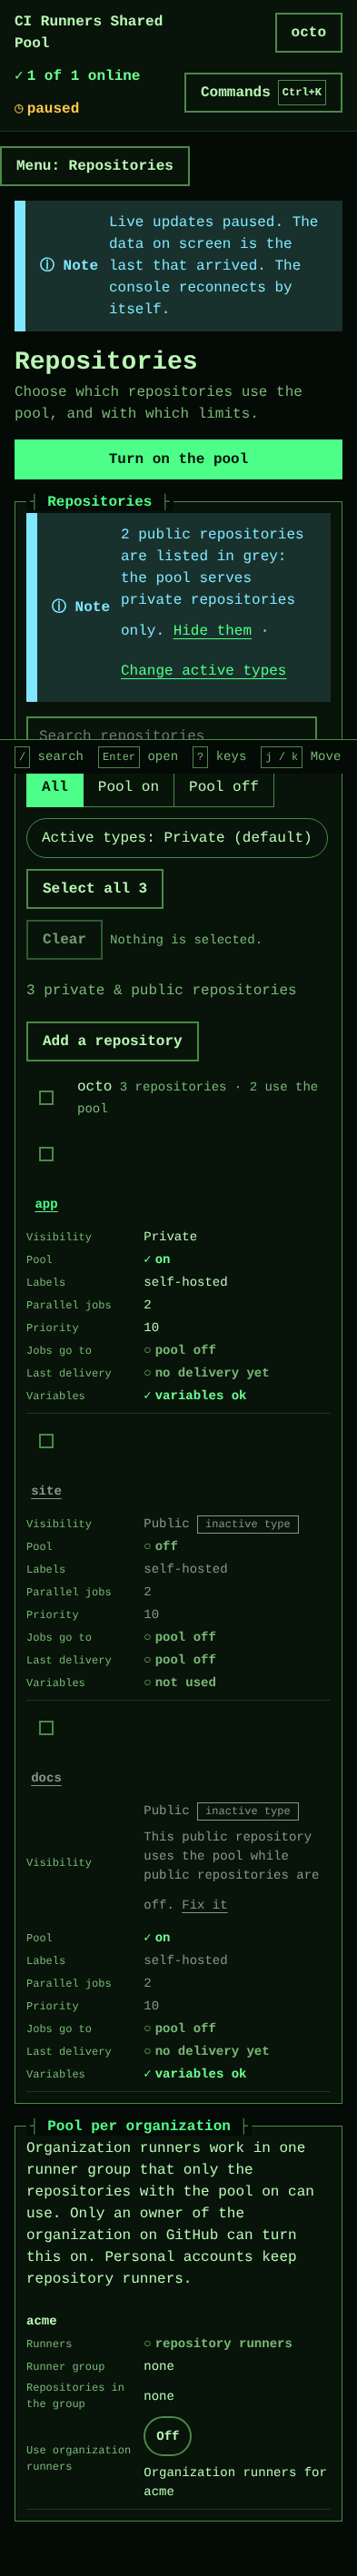 CI Runners Shared
Pool
octo
✓ 1 of 1 online
◷ paused
Commands Ctrl+K
Menu: Repositories
ⓘ Note
Live updates paused. The
data on screen is the
last that arrived. The
console reconnects by
itself.
Repositories
Choose which repositories use the
pool, and with which limits.
Turn on the pool
Repositories
ⓘ Note
2 public repositories
are listed in grey:
the pool serves
private repositories
only. Hide them ·
Change active types
Search repositories
/ search Enter open ? keys j / k Move
All Pool on Pool off
Active types: Private (default)
Select all 3
Clear Nothing is selected.
3 private & public repositories
Add a repository
octo 3 repositories · 2 use the
pool
app
Visibility Private
Pool ✓ on
Labels self-hosted
Parallel jobs 2
Priority 10
Jobs go to ○ pool off
Last delivery ○ no delivery yet
Variables ✓ variables ok
site
Visibility Public inactive type
Pool ○ off
Labels self-hosted
Parallel jobs 2
Priority 10
Jobs go to ○ pool off
Last delivery ○ pool off
Variables ○ not used
docs
Visibility
Public inactive type
This public repository
uses the pool while
public repositories are
off. Fix it
Pool ✓ on
Labels self-hosted
Parallel jobs 2
Priority 10
Jobs go to ○ pool off
Last delivery ○ no delivery yet
Variables ✓ variables ok
Pool per organization
Organization runners work in one
runner group that only the
repositories with the pool on can
use. Only an owner of the
organization on GitHub can turn
this on. Personal accounts keep
repository runners.
acme
Runners ○ repository runners
Runner group none
Repositories in
the group
none
Use organization
runners
Off
Organization runners for
acme